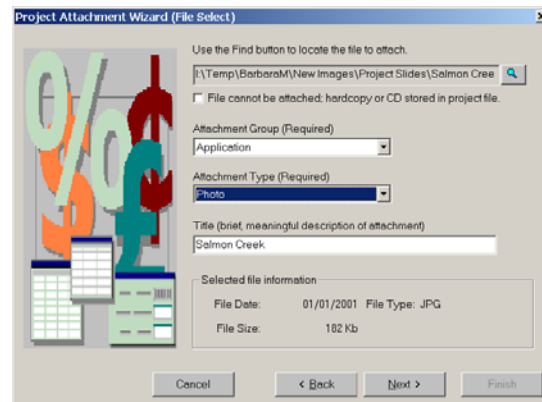 Project Attachment Wizard (File Select)
Use the Find button to locate the file to attach.
I:\Temp\BarbaraM\New Images\Project Slides\Salmon Cree
File cannot be attached; hardcopy or CD stored in project file.
Attachment Group (Required)
Application
Attachment Type (Required)
Photo
Title (brief, meaningful description of attachment)
Salmon Creek
Selected file information
File Date: 01/01/2001 File Type: JPG
File Size: 182 Kb
Cancel < Back Next > Finish